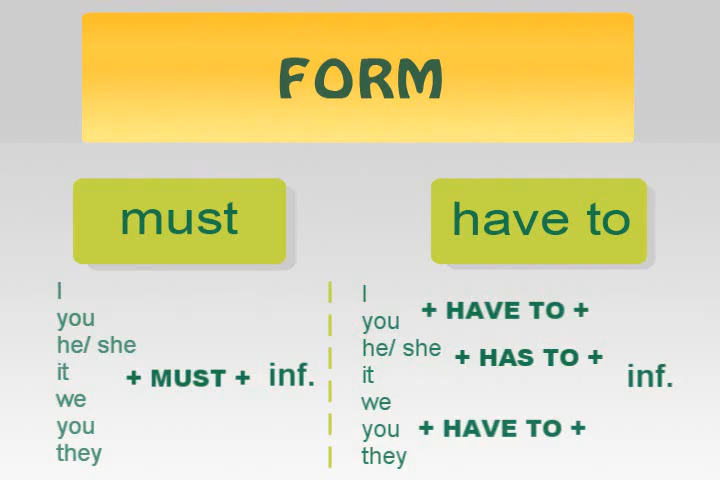 FORM
must
I
you
he/ she
it
we
you
they
+ MUST +
inf.
have to
I
you
he/ she
it
we
you
they
+ HAVE TO +
+ HAS TO +
+ HAVE TO +
inf.